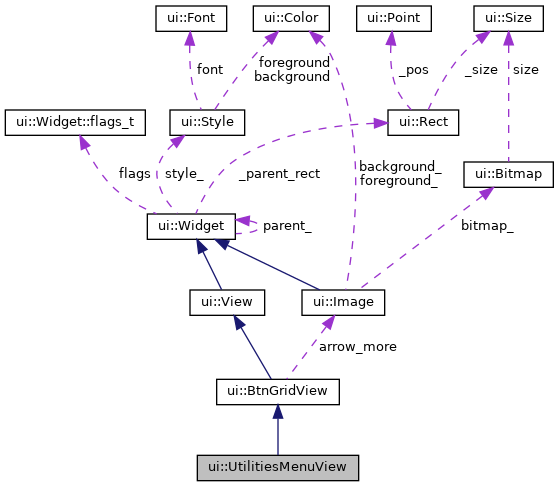 ui::Font
ui::Color
ui::Point
ui::Size
font
foreground
background
_pos
_size
size
ui::Widget::flags_t
ui::Style
ui::Rect
flags
style_
_parent_rect
background_
foreground_
ui::Bitmap
ui::Widget
parent_
bitmap_
ui::View
ui::Image
arrow_more
ui::BtnGridView
ui::UtilitiesMenuView